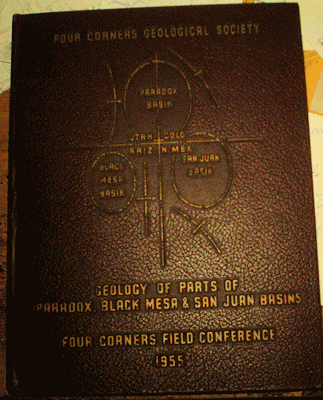 FOUR CORNERS GEOLOGICAL SOCIETY
PARADOX
BASIN
UTAH COLO
ARIZ N.MEX
BLACK
MESA
BASIN
SAN JUAN
BASIN
GEOLOGY OF PARTS OF
PARADOX, BLACK MESA & SAN JUAN BASINS
FOUR CORNERS FIELD CONFERENCE
1955